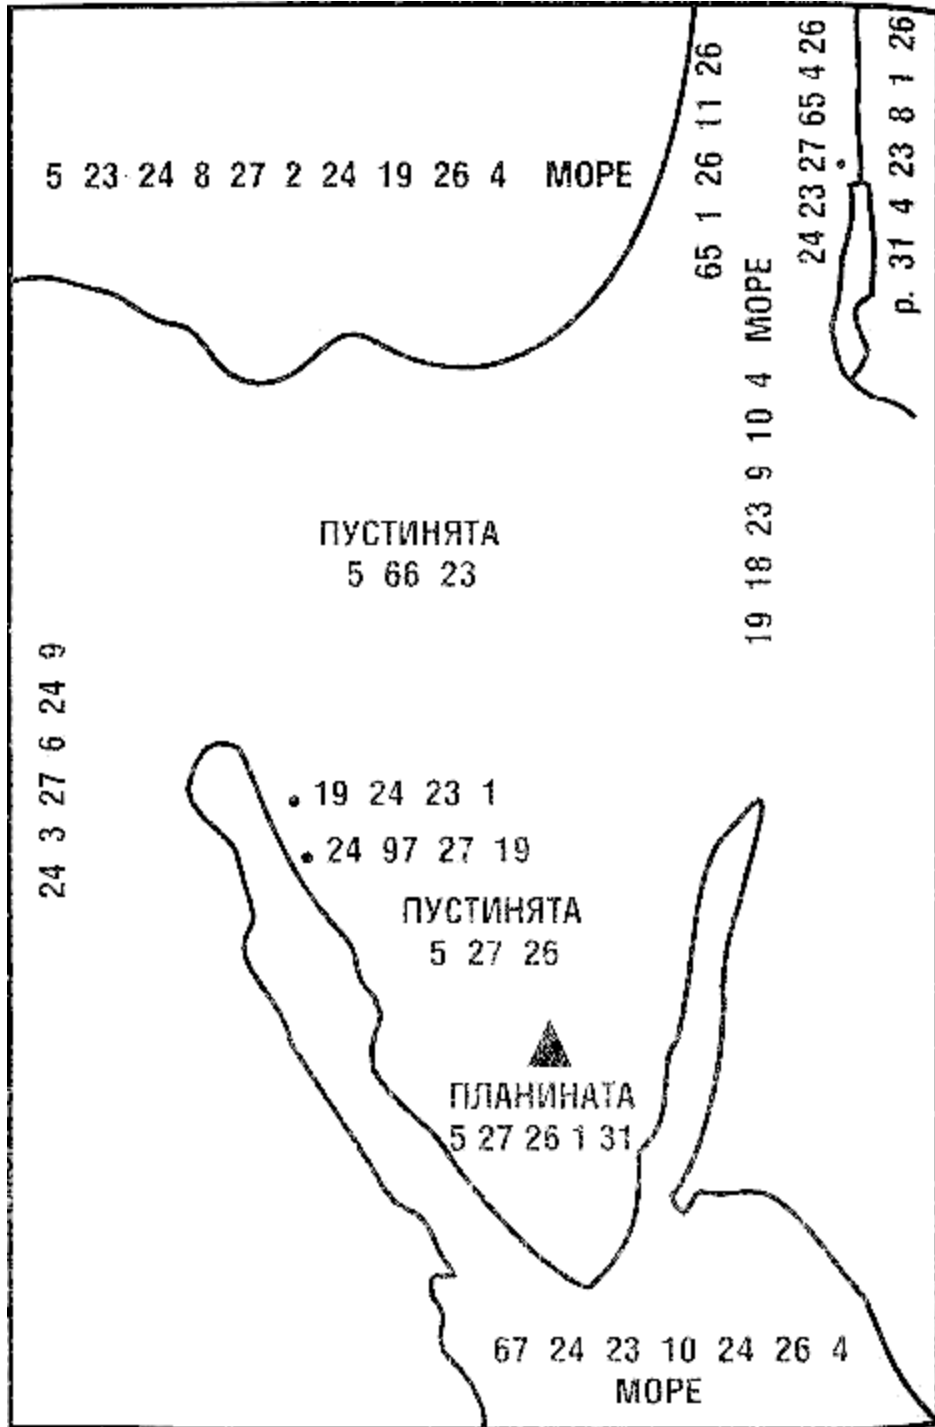 5 23 24 8 27 2 24 19 26 4 МОРЕ
65 1 26 11 26
19 18 23 9 10 4 МОРЕ
24 23 27 65 4 26
р. 31 4 23 8 1 26
ПУСТИНЯТА
5 66 23
24 3 27 6 24 9
19 24 23 1
24 97 27 19
ПУСТИНЯТА
5 27 26
ПЛАНИНАТА
5 27 26 1 31
67 24 23 10 24 26 4
МОРЕ